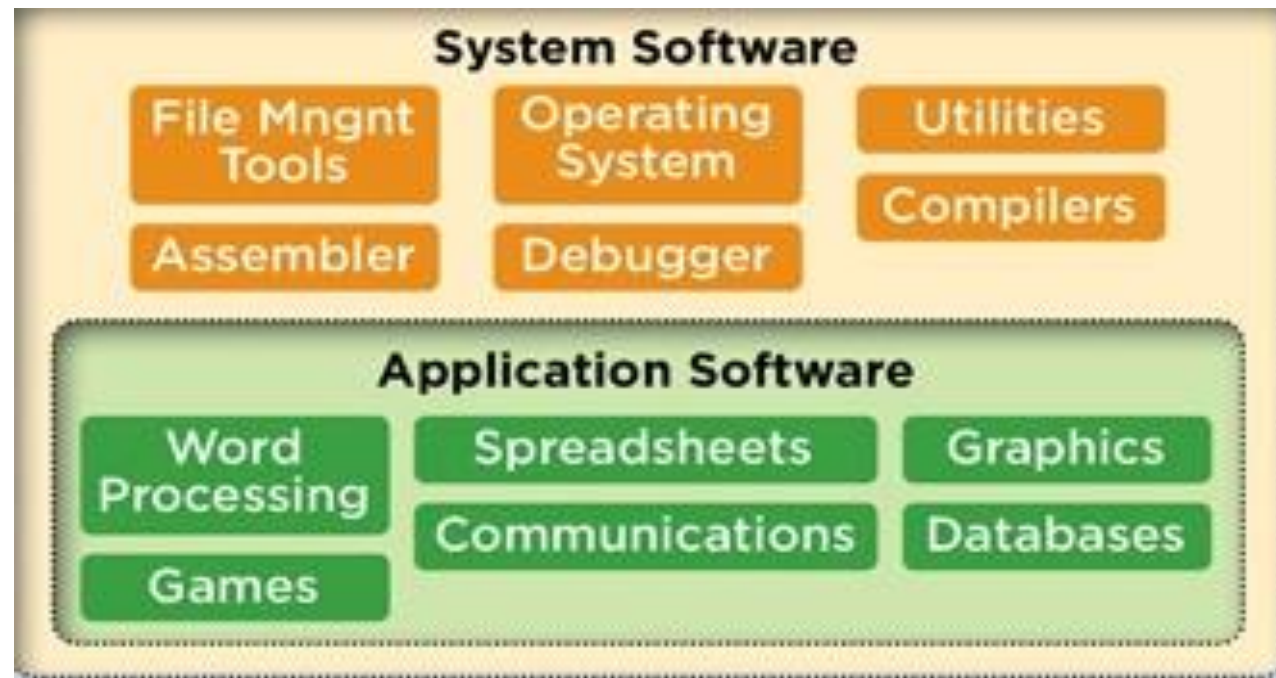 System Software
File Mngnt
Tools
Operating
System
Utilities
Compilers
Assembler
Debugger
Application Software
Word
Processing
Spreadsheets
Graphics
Communications
Databases
Games